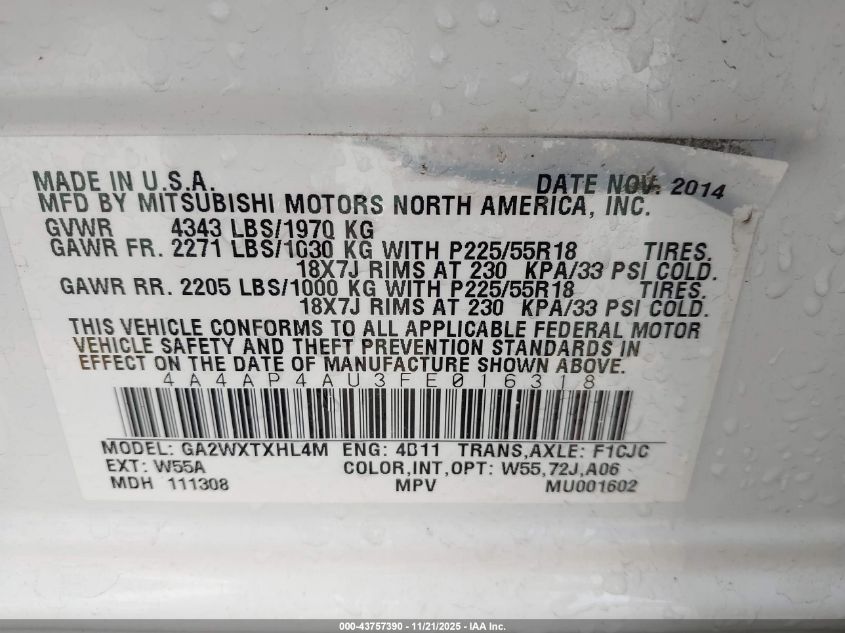 MADE IN U.S.A. DATE NOV. 2014
MFD BY MITSUBISHI MOTORS NORTH AMERICA, INC.
GVWR 4343 LBS/1970 KG
GAWR FR. 2271 LBS/1030 KG WITH P225/55R18 TIRES.
18X7J RIMS AT 230 KPA/33 PSI COLD.
GAWR RR. 2205 LBS/1000 KG WITH P225/55R18 TIRES.
18X7J RIMS AT 230 KPA/33 PSI COLD.
THIS VEHICLE CONFORMS TO ALL APPLICABLE FEDERAL MOTOR
VEHICLE SAFETY AND THEFT PREVENTION STANDARDS IN
EFFECT ON THE DATE OF MANUFACTURE SHOWN ABOVE.
4A4AP4AU3FE016318
MODEL: GA2WXTXHL4M ENG: 4B11 TRANS,AXLE: F1CJC
EXT: W55A COLOR,INT,OPT: W55,72J,A06
MDH 111308 MPV MU001602
000-43757390 - 11/21/2025 - IAA Inc.